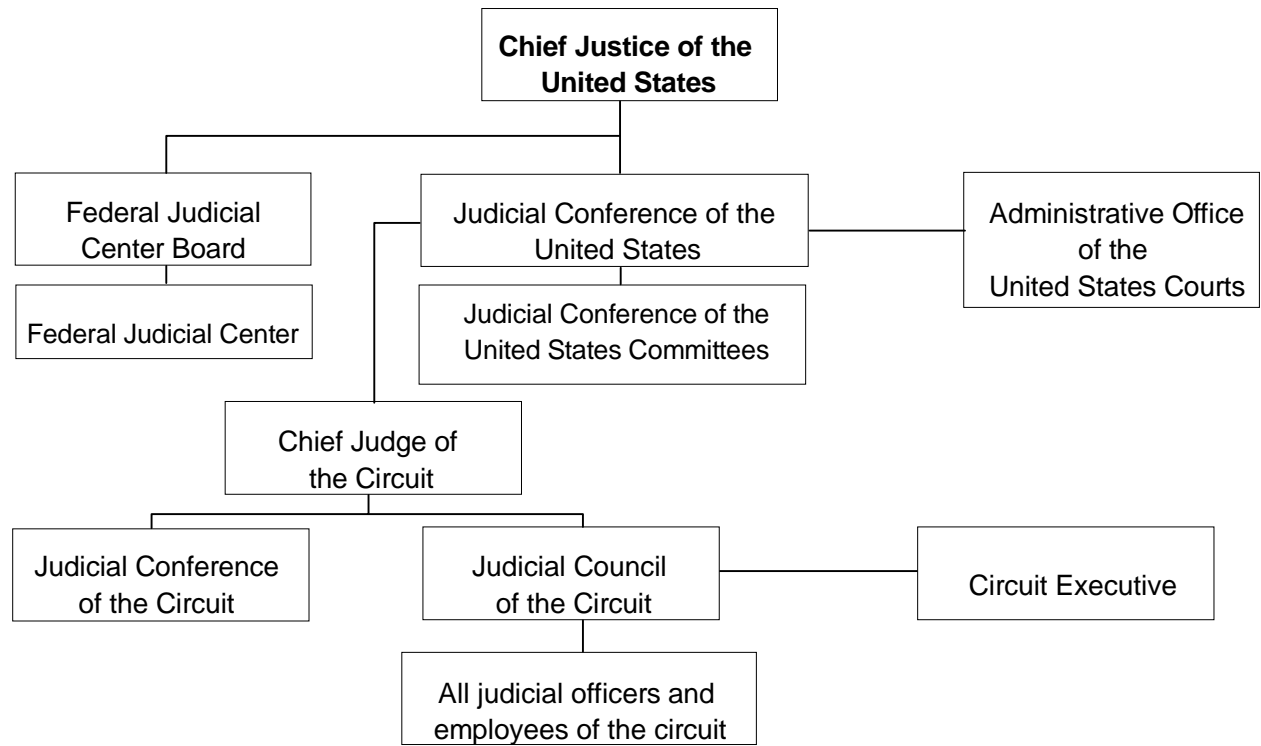 Chief Justice of the
United States
Federal Judicial
Center Board
Judicial Conference of the
United States
Administrative Office
of the
United States Courts
Federal Judicial Center
Judicial Conference of the
United States Committees
Chief Judge of
the Circuit
Judicial Conference
of the Circuit
Judicial Council
of the Circuit
Circuit Executive
All judicial officers and
employees of the circuit